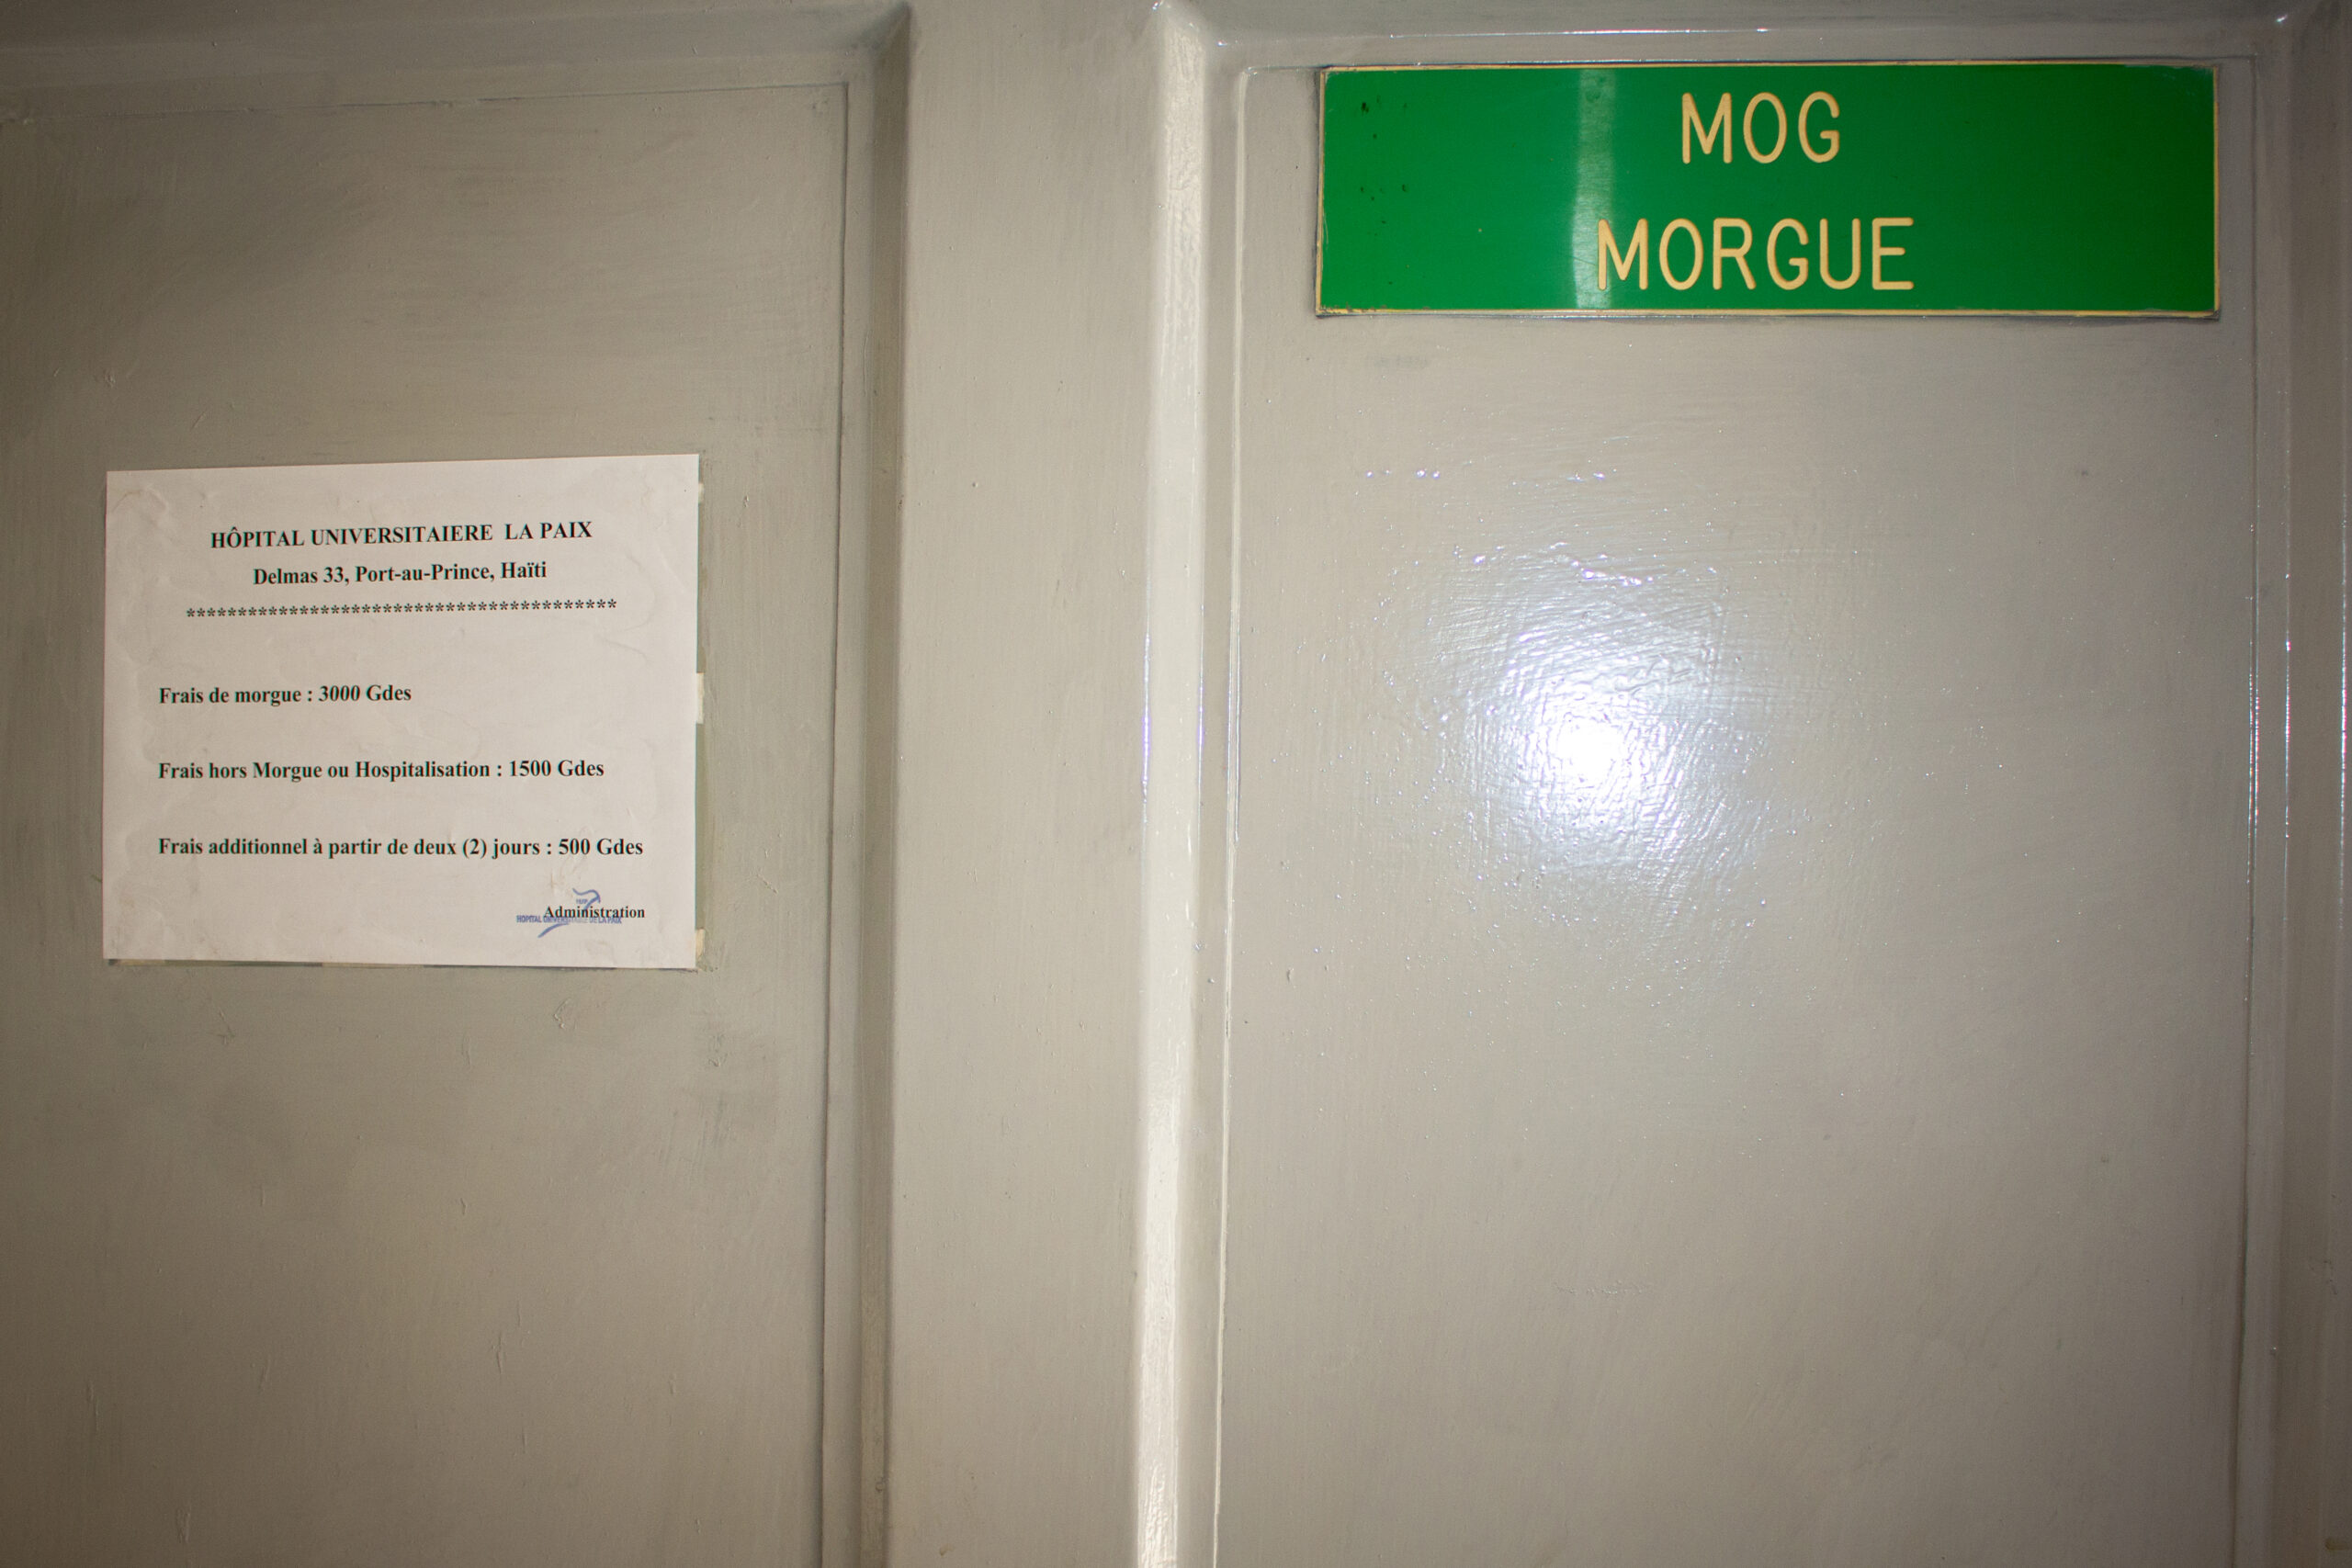 HÔPITAL UNIVERSITAIERE LA PAIX
Delmas 33, Port-au-Prince, Haïti
******************************************
Frais de morgue : 3000 Gdes
Frais hors Morgue ou Hospitalisation : 1500 Gdes
Frais additionnel à partir de deux (2) jours : 500 Gdes
Administration
MOG
MORGUE